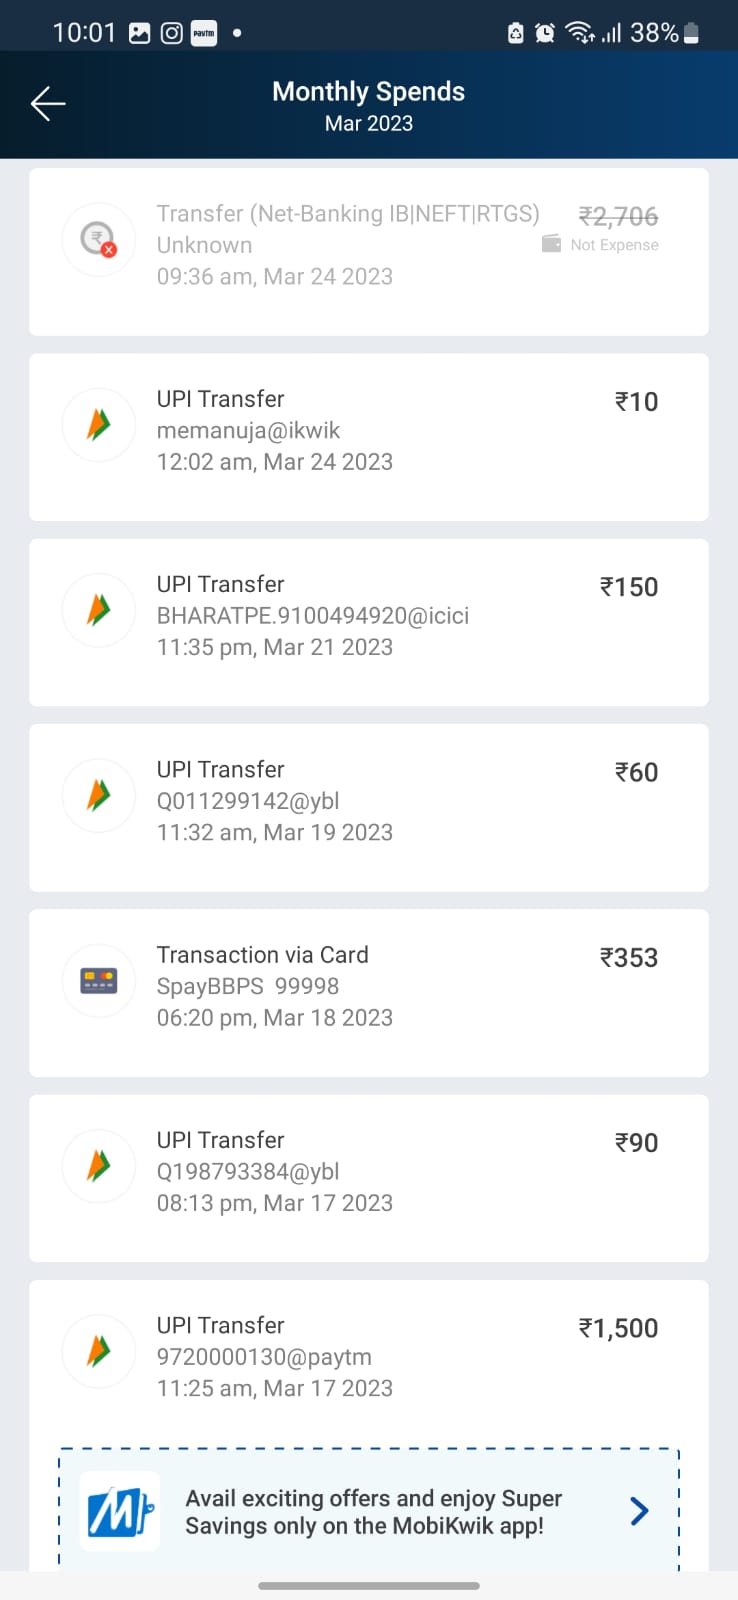 10:01 paytm 38%
Monthly Spends
Mar 2023
Transfer (Net-Banking IB|NEFT|RTGS) ₹2,706
Unknown Not Expense
09:36 am, Mar 24 2023
UPI Transfer ₹10
memanuja@ikwik
12:02 am, Mar 24 2023
UPI Transfer ₹150
BHARATPE.9100494920@icici
11:35 pm, Mar 21 2023
UPI Transfer ₹60
Q011299142@ybl
11:32 am, Mar 19 2023
Transaction via Card ₹353
SpayBBPS 99998
06:20 pm, Mar 18 2023
UPI Transfer ₹90
Q198793384@ybl
08:13 pm, Mar 17 2023
UPI Transfer ₹1,500
9720000130@paytm
11:25 am, Mar 17 2023
Avail exciting offers and enjoy Super
Savings only on the MobiKwik app!